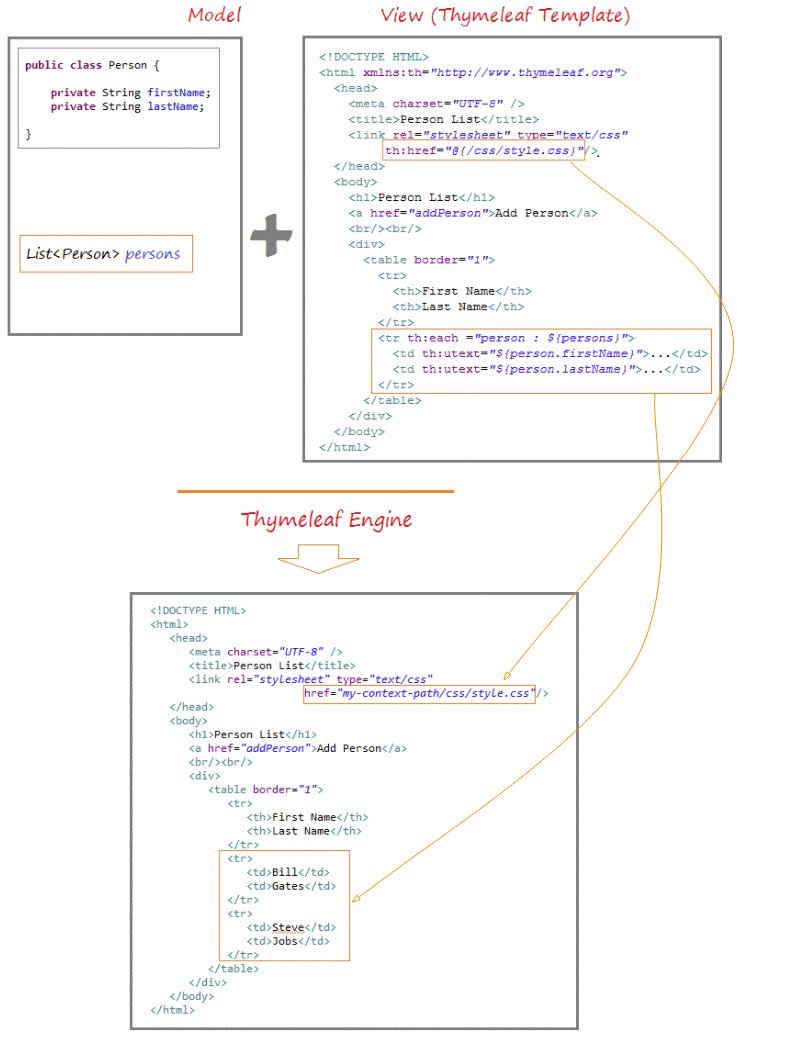 Model
public class Person {
private String firstName;
private String lastName;
}
List<Person> persons
View (Thymeleaf Template)
<!DOCTYPE HTML>
<html xmlns:th="http://www.thymeleaf.org">
<head>
<meta charset="UTF-8" />
<title>Person List</title>
<link rel="stylesheet" type="text/css"
th:href="@{/css/style.css}"/>
</head>
<body>
<h1>Person List</h1>
<a href="addPerson">Add Person</a>
<br/><br/>
<div>
<table border="1">
<tr>
<th>First Name</th>
<th>Last Name</th>
</tr>
<tr th:each ="person : ${persons}">
<td th:utext="${person.firstName}">...</td>
<td th:utext="${person.lastName}">...</td>
</tr>
</table>
</div>
</body>
</html>
Thymeleaf Engine
<!DOCTYPE HTML>
<html>
<head>
<meta charset="UTF-8" />
<title>Person List</title>
<link rel="stylesheet" type="text/css"
href="my-context-path/css/style.css"/>
</head>
<body>
<h1>Person List</h1>
<a href="addPerson">Add Person</a>
<br/><br/>
<div>
<table border="1">
<tr>
<th>First Name</th>
<th>Last Name</th>
</tr>
<tr>
<td>Bill</td>
<td>Gates</td>
</tr>
<tr>
<td>Steve</td>
<td>Jobs</td>
</tr>
</table>
</div>
</body>
</html>